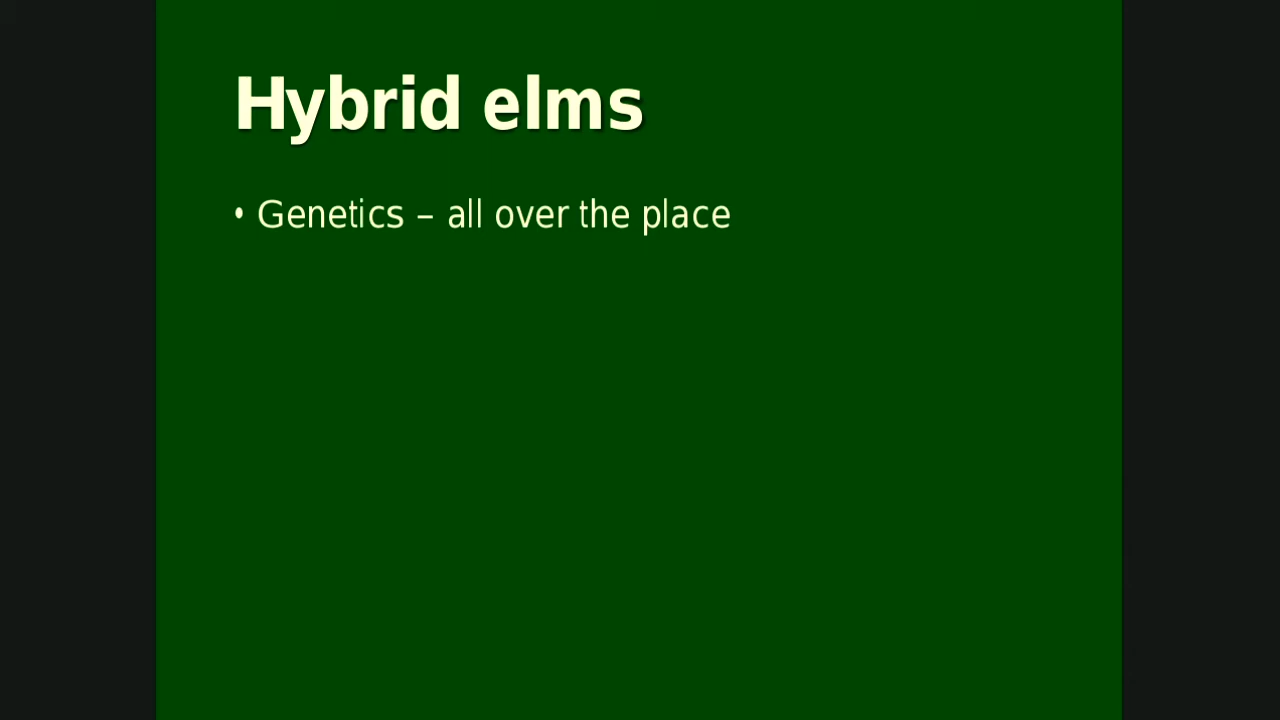 Hybrid elms
• Genetics – all over the place